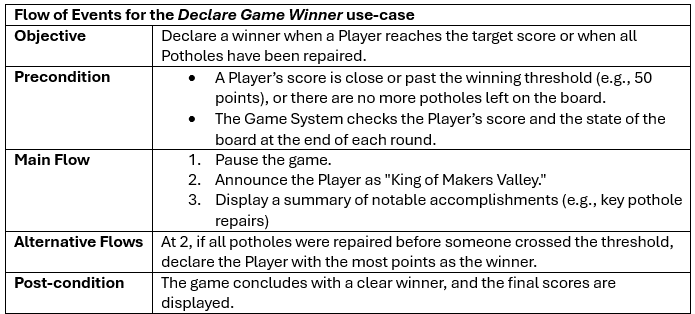 Flow of Events for the Declare Game Winner use-case
Objective
Declare a winner when a Player reaches the target score or when all
Potholes have been repaired.
Precondition
• A Player's score is close or past the winning threshold (e.g., 50
points), or there are no more potholes left on the board.
• The Game System checks the Player's score and the state of the
board at the end of each round.
Main Flow
1. Pause the game.
2. Announce the Player as "King of Makers Valley."
3. Display a summary of notable accomplishments (e.g., key pothole
repairs)
Alternative Flows
At 2, if all potholes were repaired before someone crossed the threshold,
declare the Player with the most points as the winner.
Post-condition
The game concludes with a clear winner, and the final scores are
displayed.